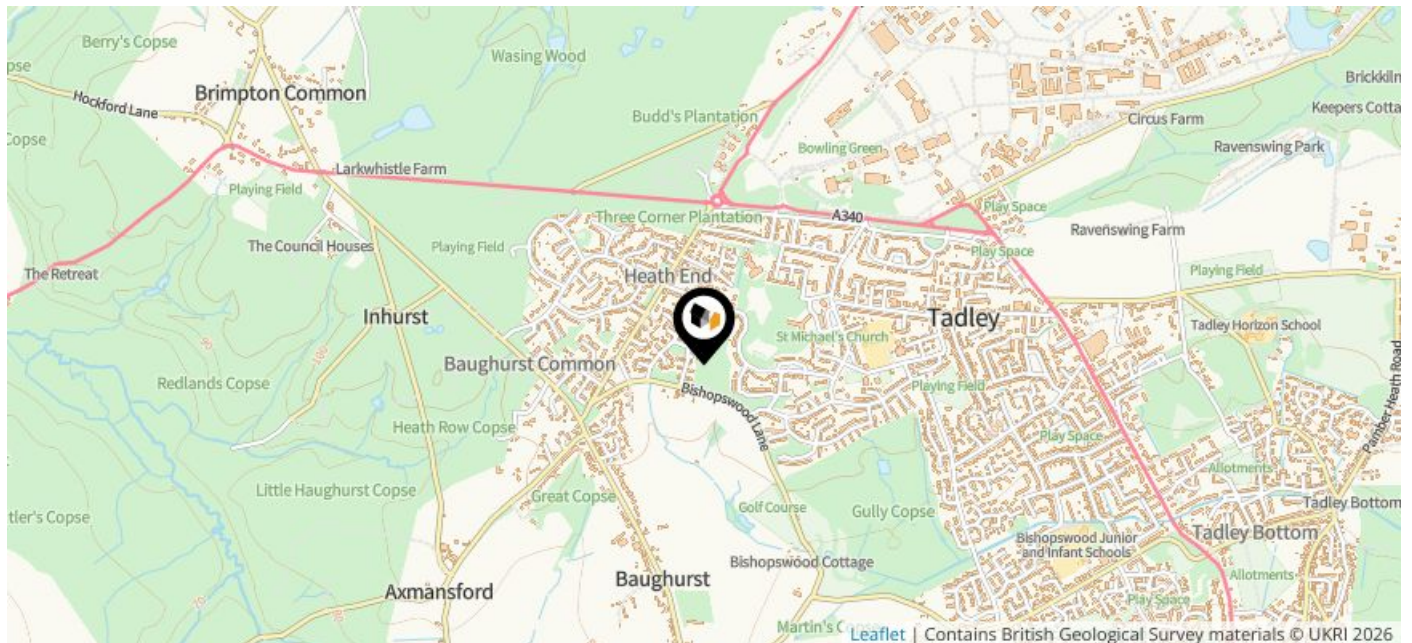 Berry's Copse
Wasing Wood
pse
Brimpton Common
Hockford Lane
Copse
Brickkiln
Keepers Cotta
Budd's Plantation
Circus Farm
Bowling Green
Ravenswing Park
Larkwhistle Farm
Playing Field
Play Space
Three Corner Plantation
A340
Ravenswing Farm
The Council Houses
Playing Field
Play Space
The Retreat
Heath End
Playing Field
Inhurst
Tadley
Tadley Horizon School
St Michael's Church
Baughurst Common
Redlands Copse
Playing Field
Bishopswood Lane
Pamber Heath Road
90
100
Heath Row Copse
Play Space
Allotments
Little Haughurst Copse
Great Copse
Golf Course
Gully Copse
Tadley Bottom
tler's Copse
Tadley Bottom
Bishopswood Junior
and Infant Schools
Bishopswood Cottage
Baughurst
Axmansford
Allotments
Play Space
Martin's Copse
Leaflet | Contains British Geological Survey materials © UKRI 2026